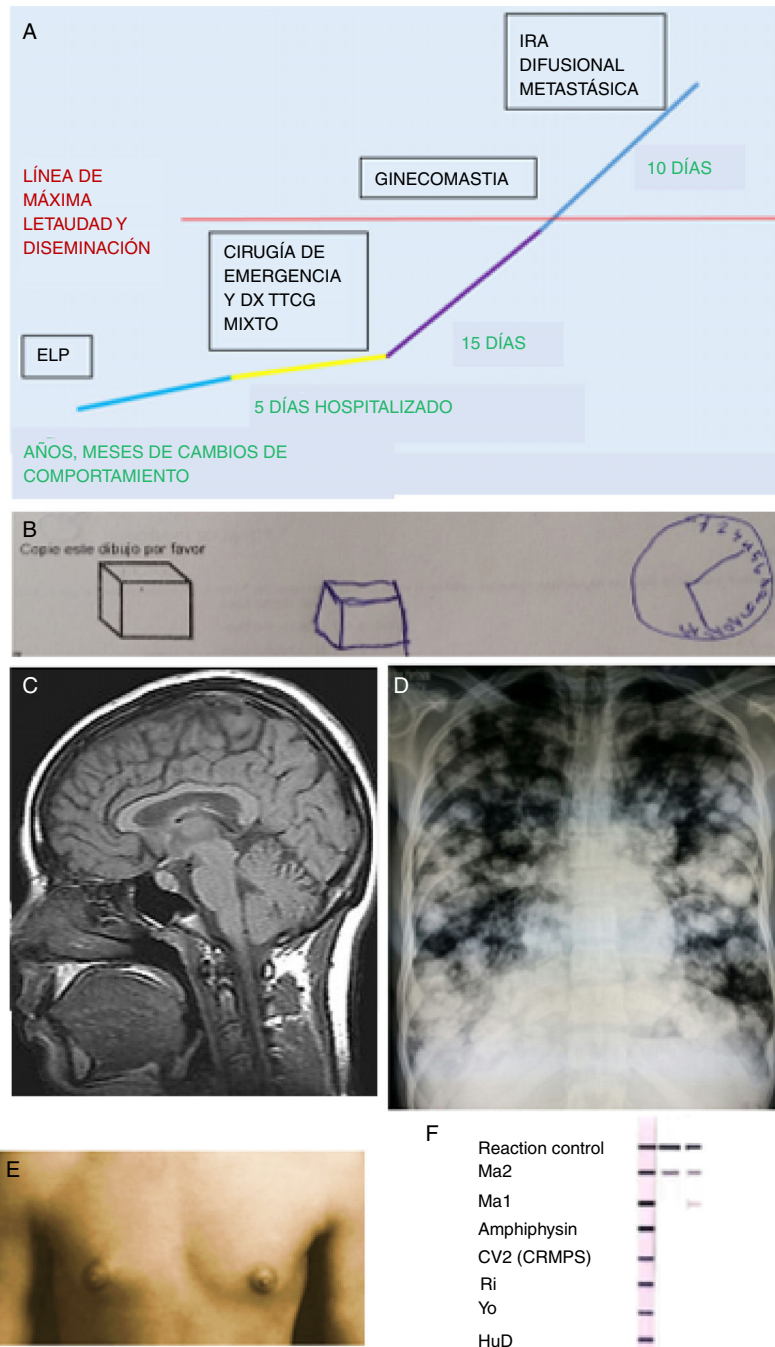 A
IRA
DIFUSIONAL
METASTÁSICA
LÍNEA DE
MÁXIMA
LETAUDAD Y
DISEMINACIÓN
GINECOMASTIA
10 DÍAS
CIRUGÍA DE
EMERGENCIA
Y DX TTCG
MIXTO
ELP
15 DÍAS
5 DÍAS HOSPITALIZADO
AÑOS, MESES DE CAMBIOS DE
COMPORTAMIENTO
B
Copie este dibujo por favor
C
D
E
F
Reaction control
Ma2
Ma1
Amphiphysin
CV2 (CRMPS)
Ri
Yo
HuD